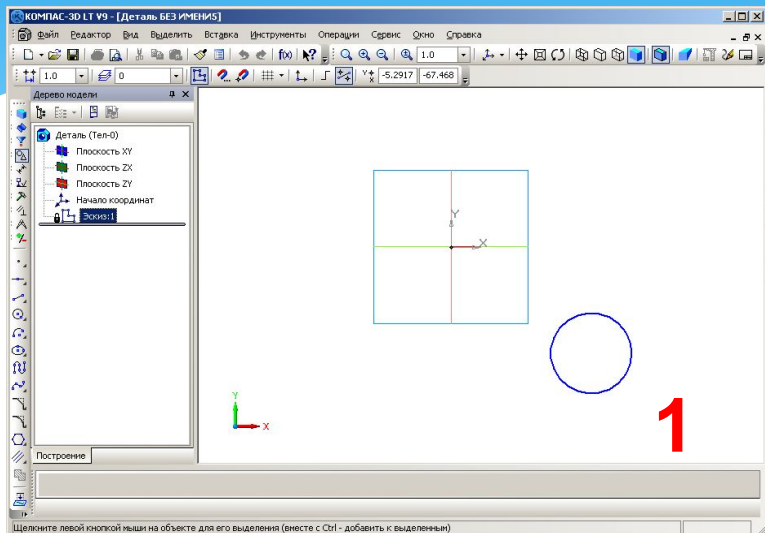 КОМПАС-3D LT V9 - [Деталь БЕЗ ИМЕНИ5]
Файл Редактор Вид Выделить Вставка Инструменты Операции Сервис Окно Справка
f(x) 1.0
1.0 0 -5.2917 -67.468
Дерево модели
Деталь (Тел-0)
Плоскость XY
Плоскость ZX
Плоскость ZY
Начало координат
Эскиз:1
Y
X
Y
X
1
Построение
Щелкните левой кнопкой мыши на объекте для его выделения (вместе с Ctrl - добавить к выделенным)